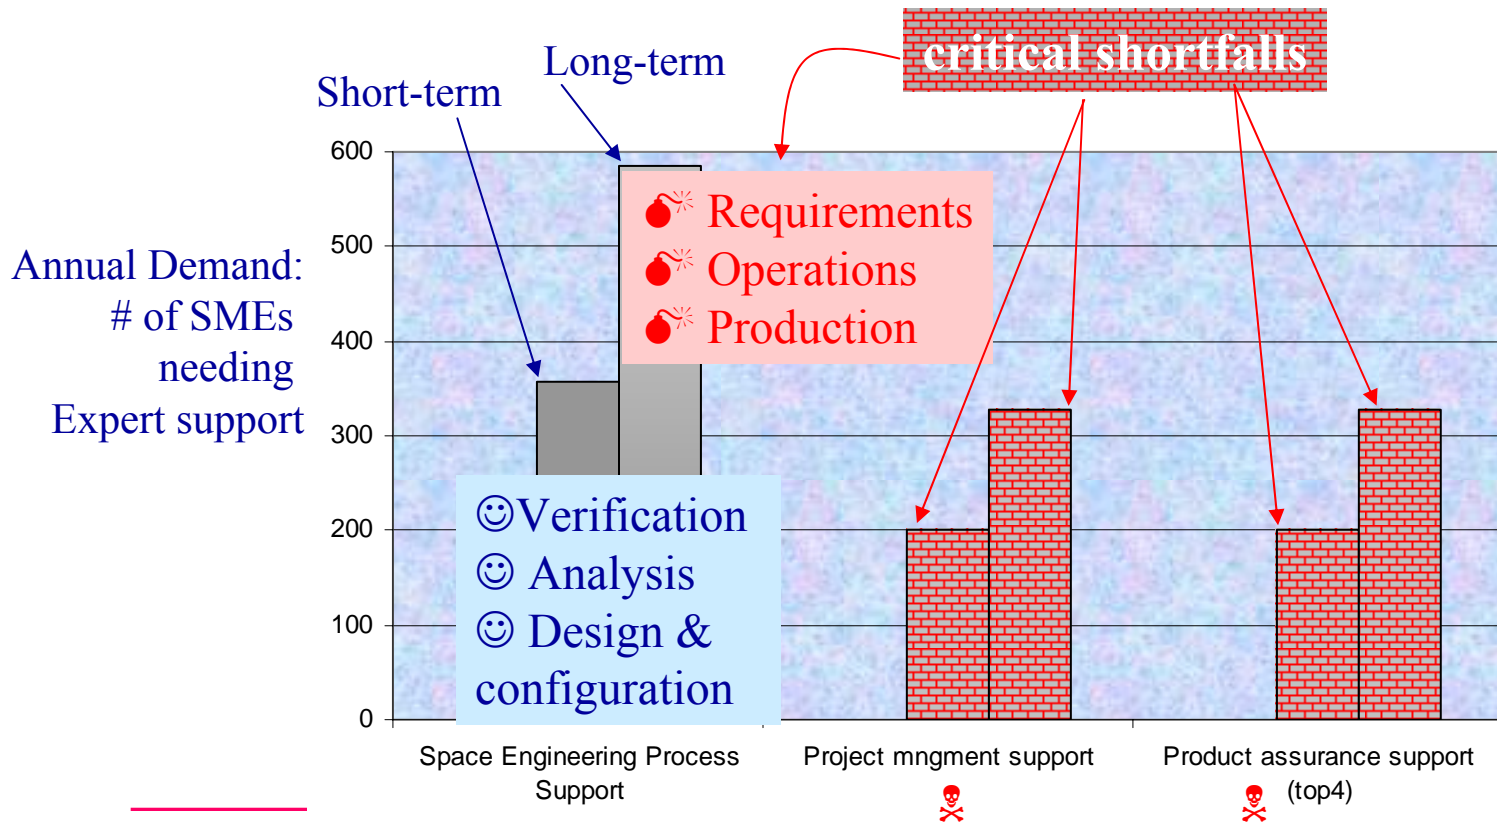 critical shortfalls
Long-term
Short-term
Annual Demand:
# of SMEs
needing
Expert support
600
500
400
300
200
100
0
Requirements
Operations
Production
Verification
Analysis
Design &
configuration
Space Engineering Process
Support
Project mngment support
Product assurance support
(top4)